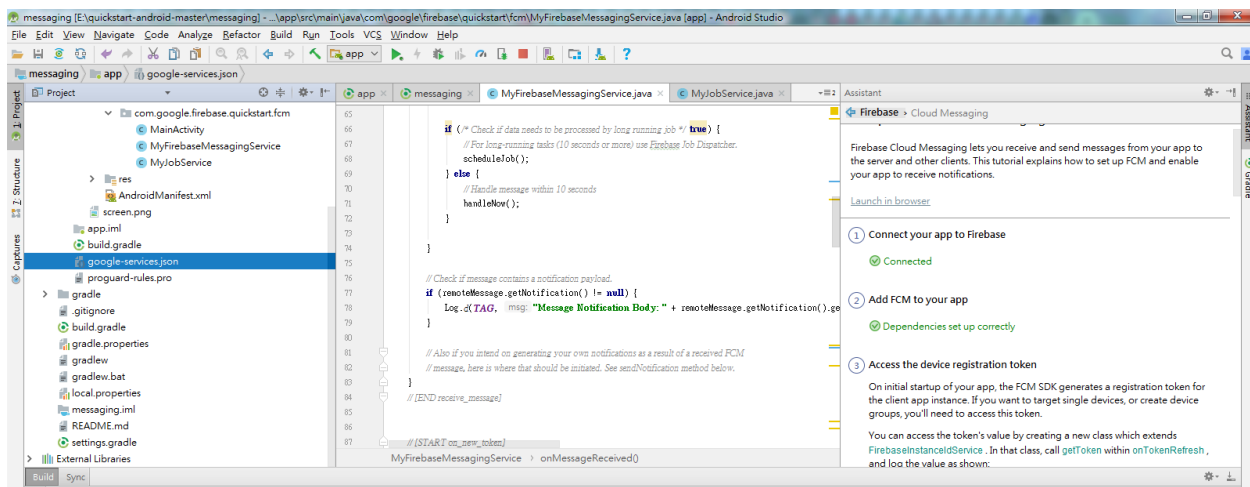 messaging [E:\quickstart-android-master\messaging] - ...\app\src\main\java\com\google\firebase\quickstart\fcm\MyFirebaseMessagingService.java [app] - Android Studio
File Edit View Navigate Code Analyze Refactor Build Run Tools VCS Window Help
app
messaging app google-services.json
Project
app messaging MyFirebaseMessagingService.java MyJobService.java
2
1: Project
Z: Structure
Captures
com.google.firebase.quickstart.fcm
MainActivity
MyFirebaseMessagingService
MyJobService
res
AndroidManifest.xml
screen.png
app.iml
build.gradle
google-services.json
proguard-rules.pro
gradle
.gitignore
build.gradle
gradle.properties
gradlew
gradlew.bat
local.properties
messaging.iml
README.md
settings.gradle
External Libraries
65
66 if (/* Check if data needs to be processed by long running job */ true) {
67 // For long-running tasks (10 seconds or more) use Firebase Job Dispatcher.
68 scheduleJob();
69 } else {
70 // Handle message within 10 seconds
71 handleNow();
72 }
73
74 }
75
76 // Check if message contains a notification payload.
77 if (remoteMessage.getNotification() != null) {
78 Log.d(TAG, msg: "Message Notification Body: " + remoteMessage.getNotification().ge
79 }
80
81 // Also if you intend on generating your own notifications as a result of a received FCM
82 // message, here is where that should be initiated. See sendNotification method below.
83 }
84 // [END receive_message]
85
86
87 // [START on_new_token]
MyFirebaseMessagingService › onMessageReceived()
Assistant
Firebase › Cloud Messaging
Firebase Cloud Messaging lets you receive and send messages from your app to
the server and other clients. This tutorial explains how to set up FCM and enable
your app to receive notifications.
Launch in browser
1 Connect your app to Firebase
Connected
2 Add FCM to your app
Dependencies set up correctly
3 Access the device registration token
On initial startup of your app, the FCM SDK generates a registration token for
the client app instance. If you want to target single devices, or create device
groups, you'll need to access this token.
You can access the token's value by creating a new class which extends
FirebaseInstanceIdService . In that class, call getToken within onTokenRefresh ,
and log the value as shown:
Assistant
Gradle
Build Sync